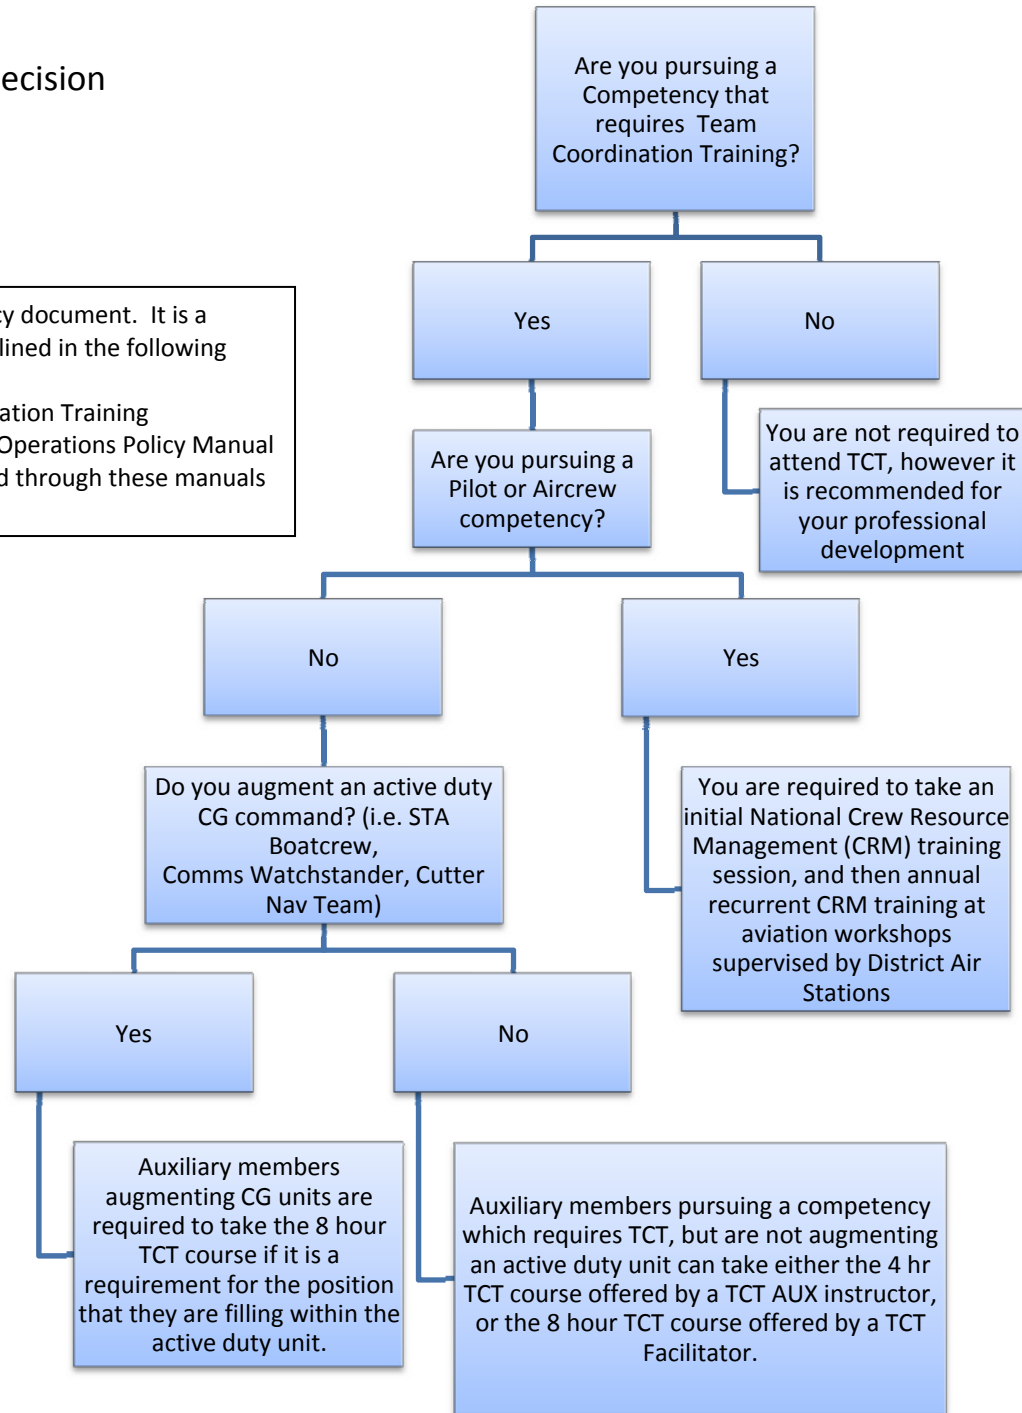 ecision
Are you pursuing a
Competency that
requires Team
Coordination Training?
Yes
No
cy document. It is a
lined in the following
ation Training
Operations Policy Manual
d through these manuals
Are you pursuing a
Pilot or Aircrew
competency?
You are not required to
attend TCT, however it
is recommended for
your professional
development
No
Yes
Do you augment an active duty
CG command? (i.e. STA
Boatcrew,
Comms Watchstander, Cutter
Nav Team)
You are required to take an
initial National Crew Resource
Management (CRM) training
session, and then annual
recurrent CRM training at
aviation workshops
supervised by District Air
Stations
Yes
No
Auxiliary members
augmenting CG units are
required to take the 8 hour
TCT course if it is a
requirement for the position
that they are filling within the
active duty unit.
Auxiliary members pursuing a competency
which requires TCT, but are not augmenting
an active duty unit can take either the 4 hr
TCT course offered by a TCT AUX instructor,
or the 8 hour TCT course offered by a TCT
Facilitator.